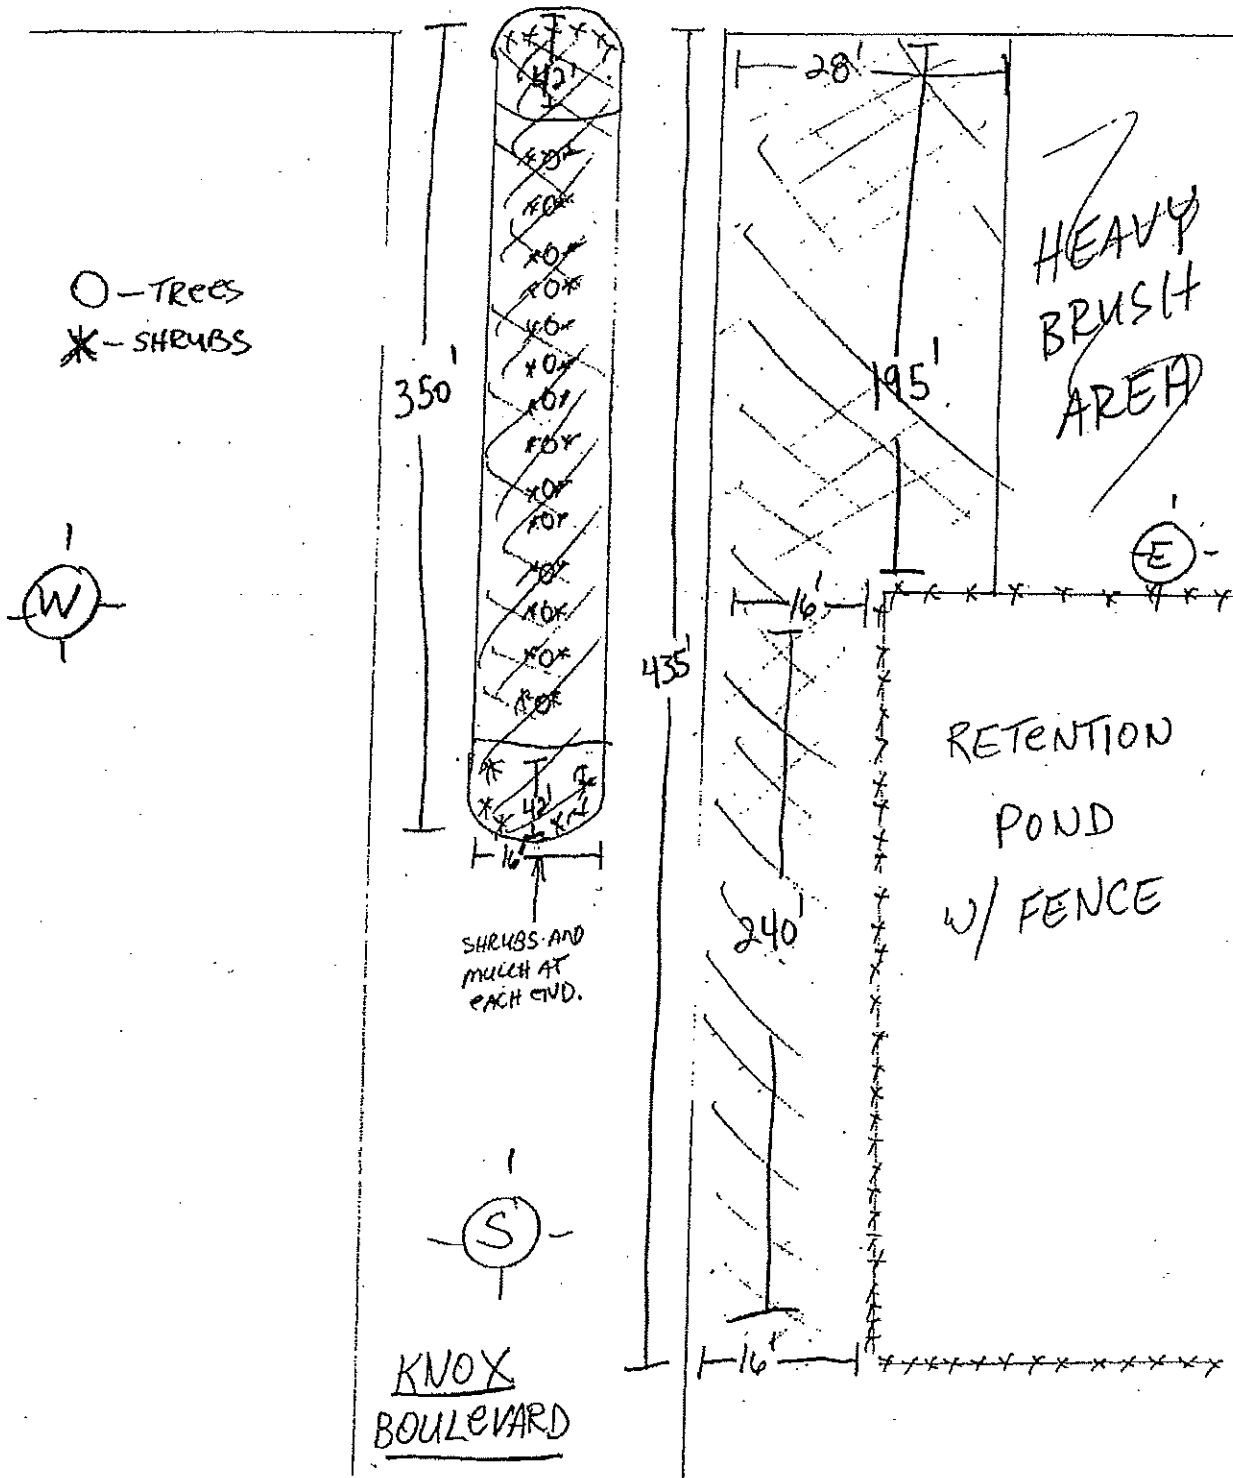 28'
42'
O - TREES
* - SHRUBS
350'
195'
HEAVY
BRUSH
AREA
W
E
16'
435'
RETENTION
POND
W/ FENCE
42'
16'
SHRUBS AND
MULCH AT
EACH END.
240'
S
16'
KNOX
BOULEVARD